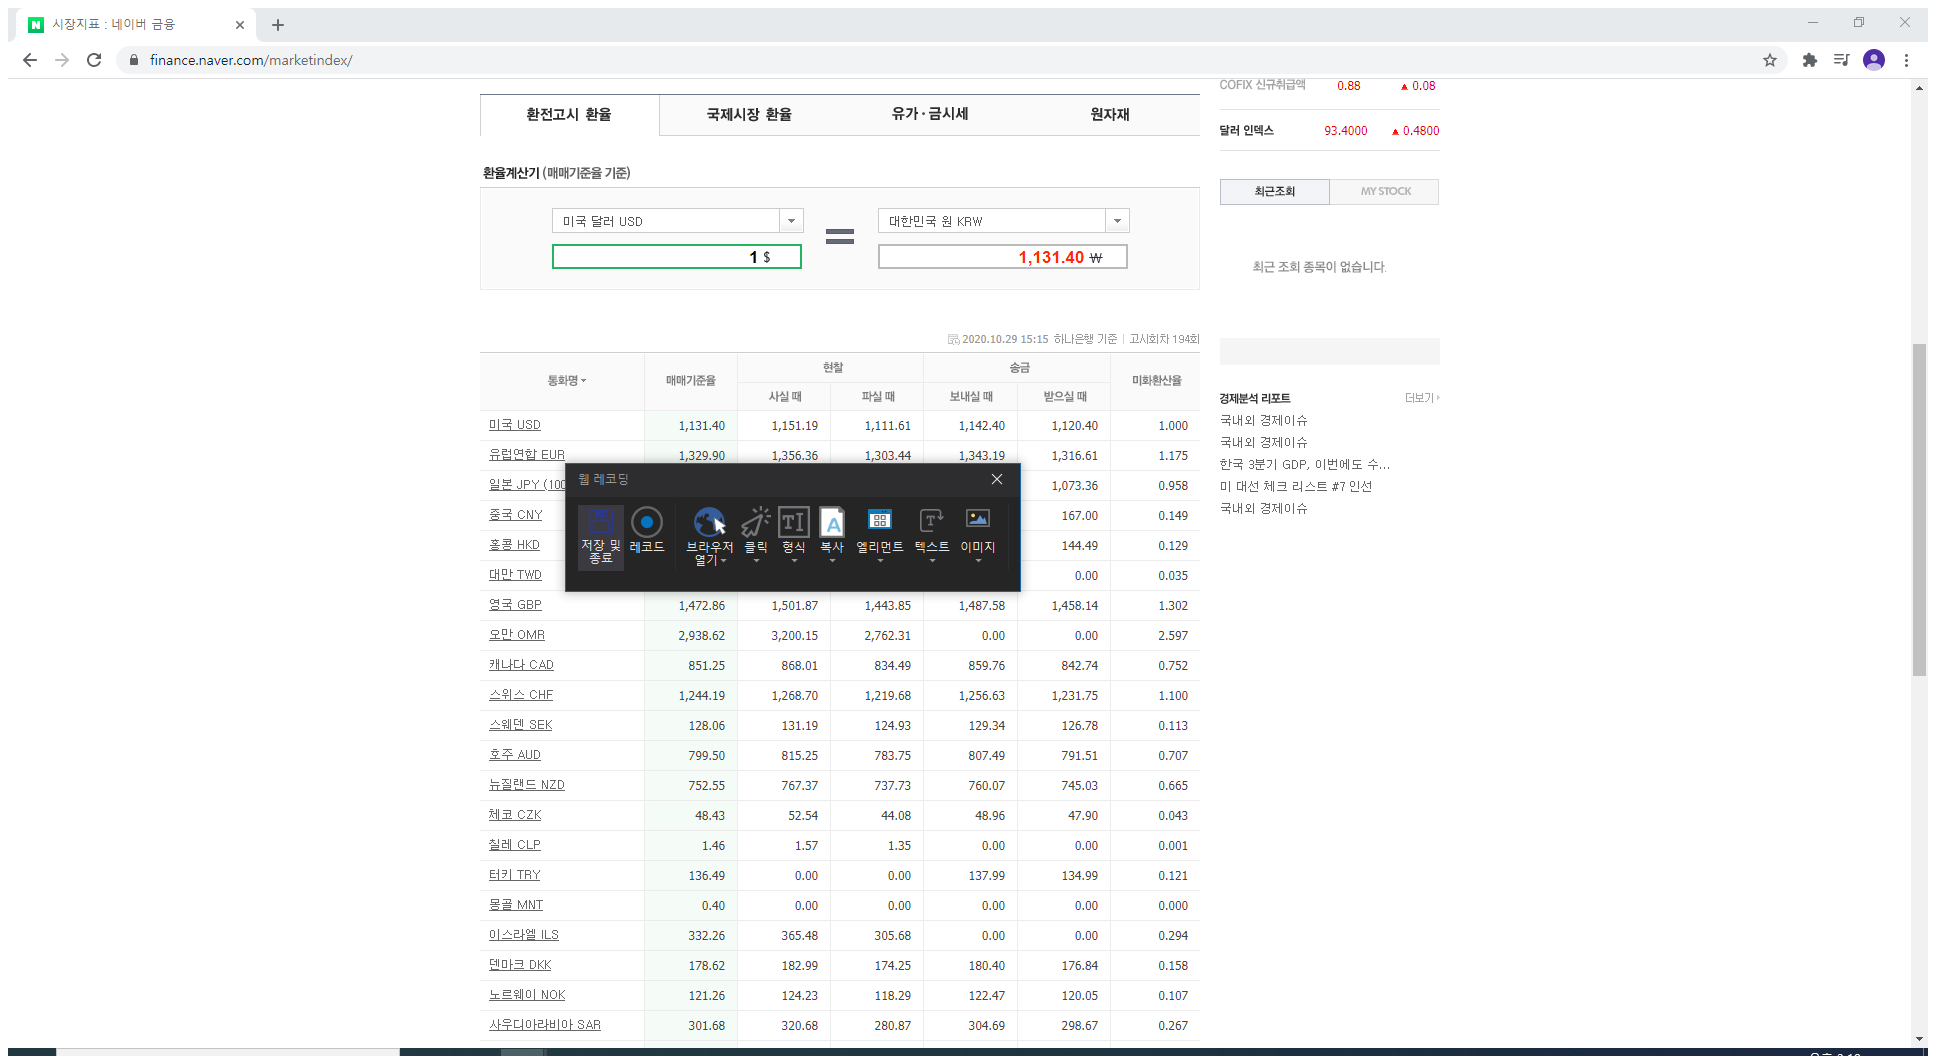 시장지표 : 네이버 금융
finance.naver.com/marketindex/
환전고시 환율 국제시장 환율 유가·금시세 원자재
환율계산기 (매매기준율 기준)
미국 달러 USD
1 $
대한민국 원 KRW
1,131.40 ₩
2020.10.29 15:15 하나은행 기준 고시회차 194회
통화명 매매기준율 현찰 송금 미화환산율
사실 때 파실 때 보내실 때 받으실 때
미국 USD 1,131.40 1,151.19 1,111.61 1,142.40 1,120.40 1.000
유럽연합 EUR 1,329.90 1,356.36 1,303.44 1,343.19 1,316.61 1.175
일본 JPY (100 1,073.36 0.958
중국 CNY 167.00 0.149
홍콩 HKD 144.49 0.129
대만 TWD 0.00 0.035
영국 GBP 1,472.86 1,501.87 1,443.85 1,487.58 1,458.14 1.302
오만 OMR 2,938.62 3,200.15 2,762.31 0.00 0.00 2.597
캐나다 CAD 851.25 868.01 834.49 859.76 842.74 0.752
스위스 CHF 1,244.19 1,268.70 1,219.68 1,256.63 1,231.75 1.100
스웨덴 SEK 128.06 131.19 124.93 129.34 126.78 0.113
호주 AUD 799.50 815.25 783.75 807.49 791.51 0.707
뉴질랜드 NZD 752.55 767.37 737.73 760.07 745.03 0.665
체코 CZK 48.43 52.54 44.08 48.96 47.90 0.043
칠레 CLP 1.46 1.57 1.35 0.00 0.00 0.001
터키 TRY 136.49 0.00 0.00 137.99 134.99 0.121
몽골 MNT 0.40 0.00 0.00 0.00 0.00 0.000
이스라엘 ILS 332.26 365.48 305.68 0.00 0.00 0.294
덴마크 DKK 178.62 182.99 174.25 180.40 176.84 0.158
노르웨이 NOK 121.26 124.23 118.29 122.47 120.05 0.107
사우디아라비아 SAR 301.68 320.68 280.87 304.69 298.67 0.267
웹 레코딩
저장 및 종료
레코드
브라우저 열기
클릭
형식
복사
엘리먼트
텍스트
이미지
COFIX 신규취급액 0.88 ▲ 0.08
달러 인덱스 93.4000 ▲ 0.4800
최근조회 MY STOCK
최근 조회 종목이 없습니다.
경제분석 리포트 더보기
국내외 경제이슈
국내외 경제이슈
한국 3분기 GDP, 이번에도 수...
미 대선 체크 리스트 #7 인선
국내외 경제이슈